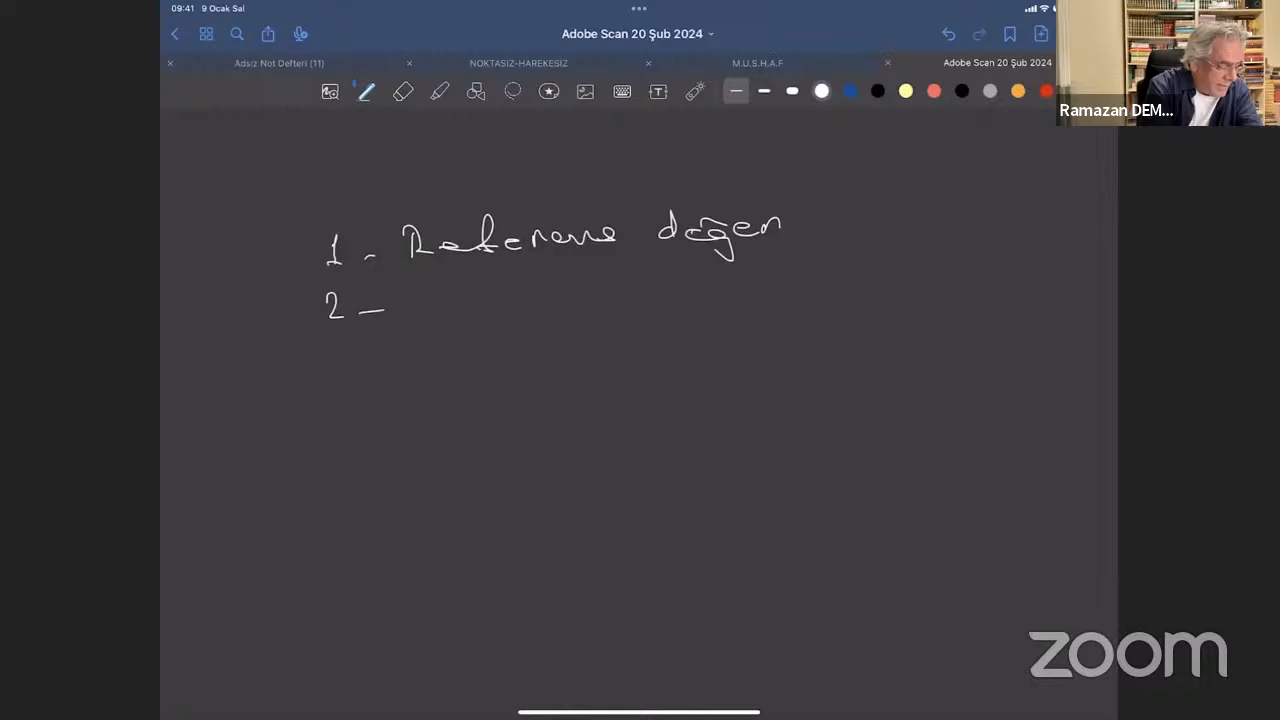 09:41 9 Ocak Sal
Adobe Scan 20 Şub 2024
Adsız Not Defteri (11)
NOKTASIZ-HAREKESİZ
M.U.S.H.A.F
Adobe Scan 20 Şub 2024
Ramazan DEM...
1 - Referans değer
2 -
zoom